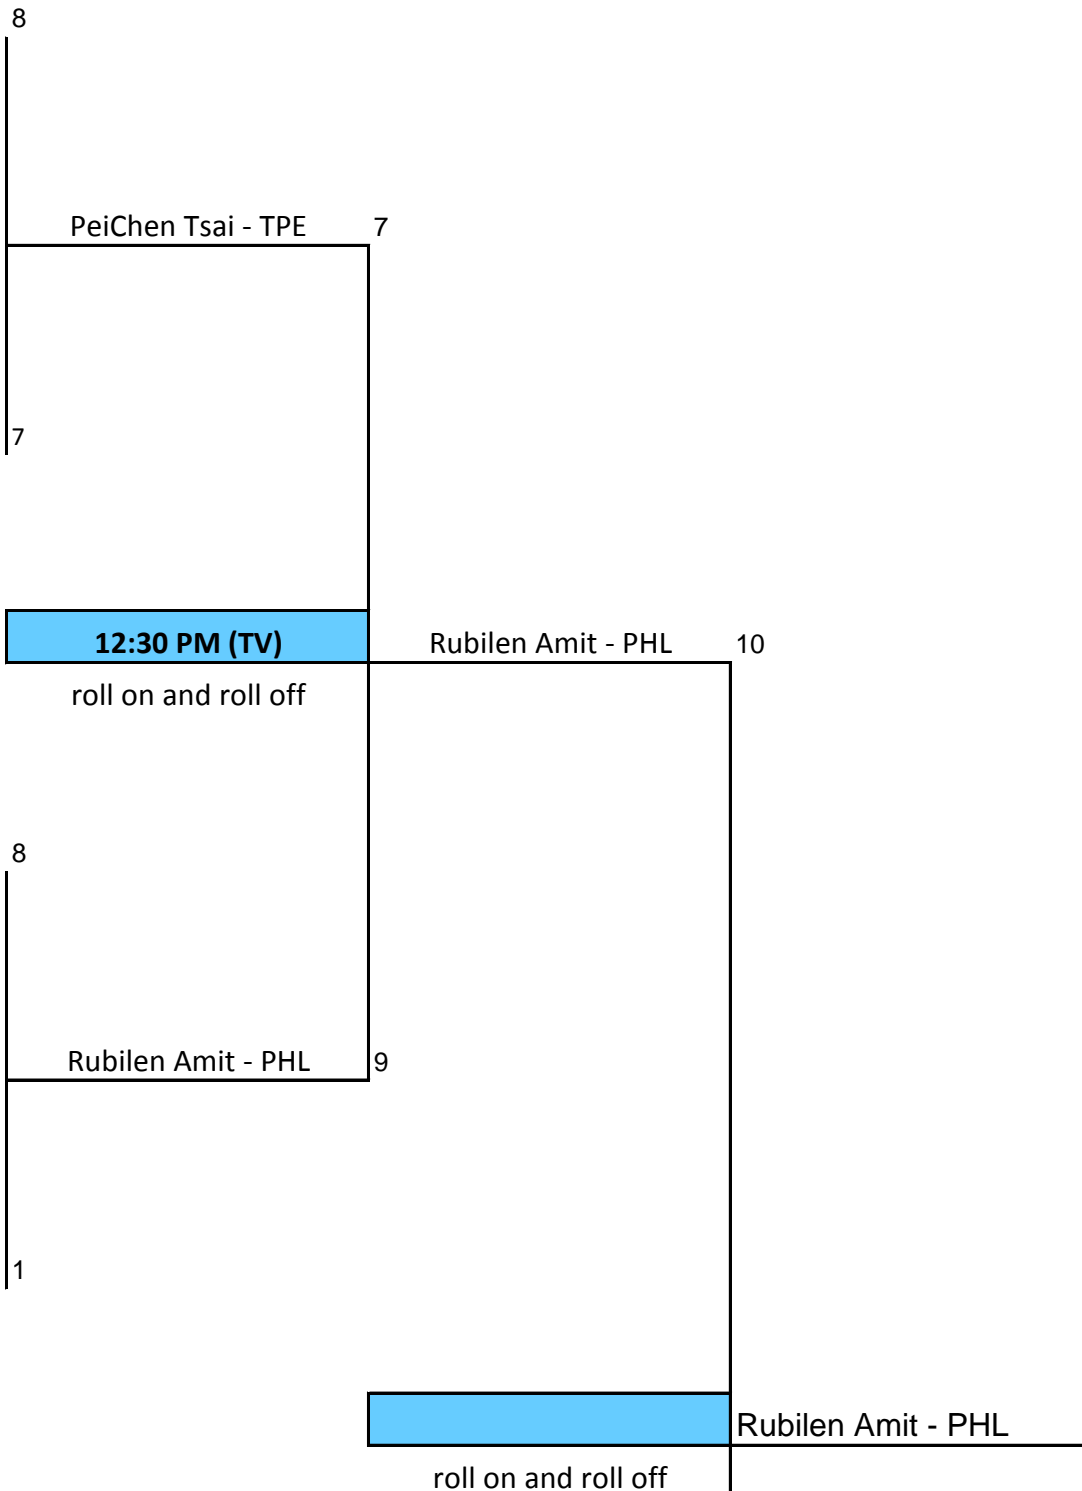 8
PeiChen Tsai - TPE 7
7
12:30 PM (TV) Rubilen Amit - PHL 10
roll on and roll off
8
Rubilen Amit - PHL 9
1
Rubilen Amit - PHL
roll on and roll off